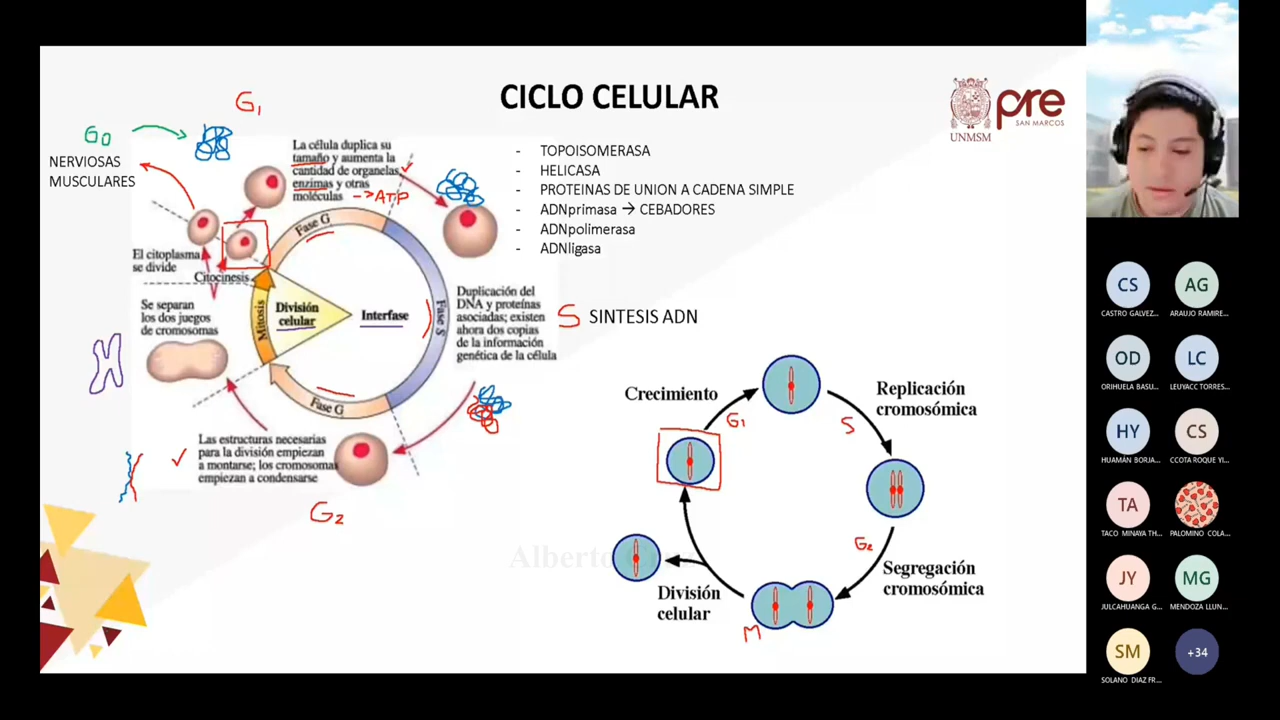 CICLO CELULAR
UNMSM
pre
SAN MARCOS
G1
G0
NERVIOSAS
MUSCULARES
La célula duplica su
tamaño y aumenta la
cantidad de organelas,
enzimas y otras
moléculas
->ATP
- TOPOISOMERASA
- HELICASA
- PROTEINAS DE UNION A CADENA SIMPLE
- ADNprimasa → CEBADORES
- ADNpolimerasa
- ADNligasa
Fase G
El citoplasma
se divide
Citocinesis
Se separan
los dos juegos
de cromosomas
Mitosis
División
celular
Interfase
Fase S
Duplicación del
DNA y proteínas
asociadas; existen
ahora dos copias
de la información
genética de la célula
S SINTESIS ADN
Fase G
Las estructuras necesarias
para la división empiezan
a montarse; los cromosomas
empiezan a condensarse
G2
Crecimiento
G1
Replicación
cromosómica
S
G2
Segregación
cromosómica
División
celular
M
Alberto
CS
CASTRO GALVEZ...
AG
ARAUJO RAMIRE...
OD
ORIHUELA BASU...
LC
LEUYACC TORRES...
HY
HUAMÁN BORJA...
CS
CCOTA ROQUE YI...
TA
TACO MINAYA TH...
PALOMINO COLA...
JY
JULCAHUANGA G...
MG
MENDOZA LLUN...
SM
SOLANO DIAZ FR...
+34